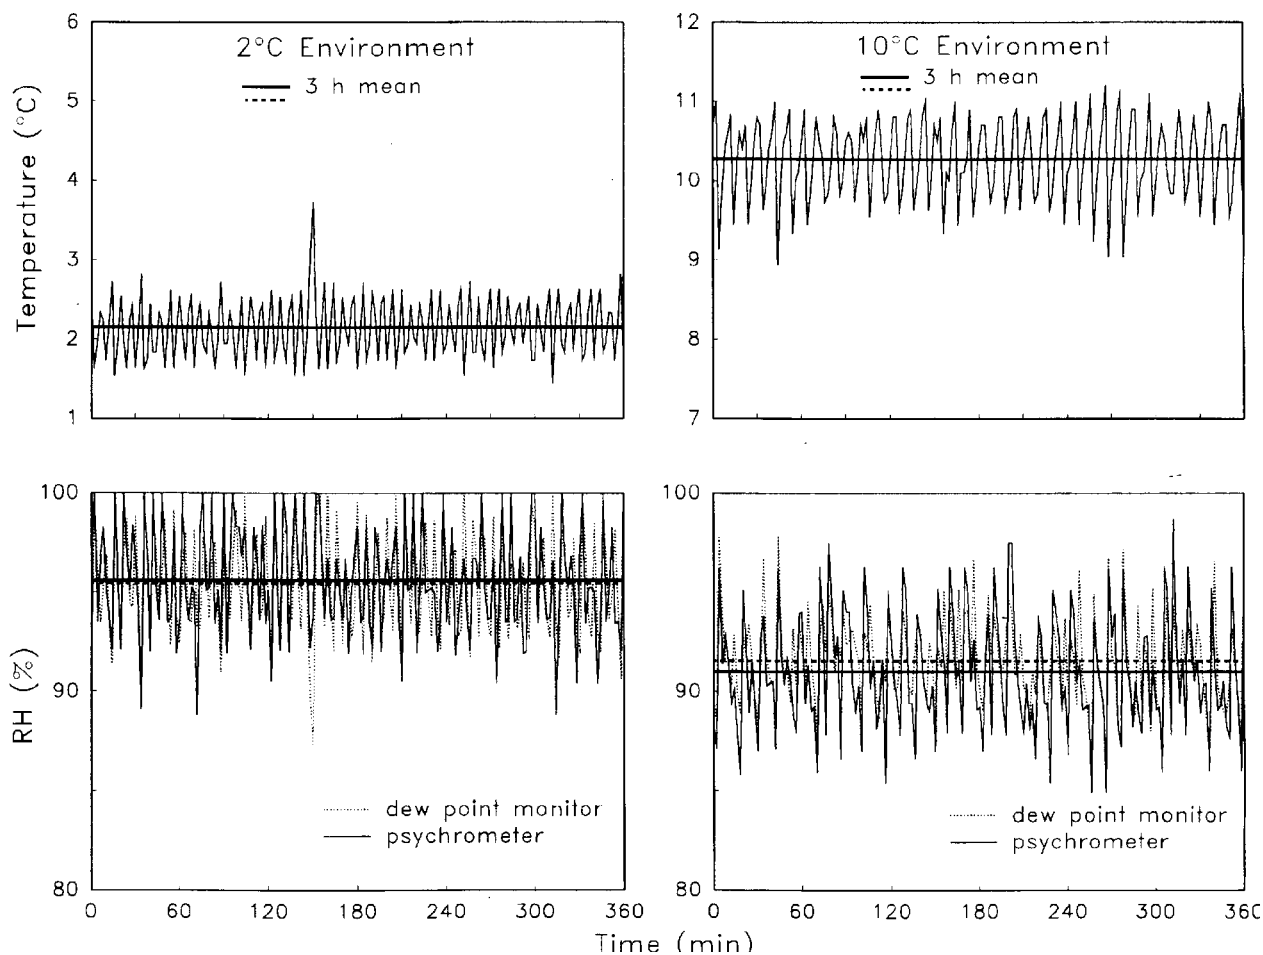 2°C Environment
3 h mean
6
5
4
3
2
1
Temperature (°C)
10°C Environment
3 h mean
12
11
10
9
8
7
100
90
80
RH (%)
dew point monitor
psychrometer
0 60 120 180 240 300 360
100
90
80
dew point monitor
psychrometer
0 60 120 180 240 300 360
Time (min)